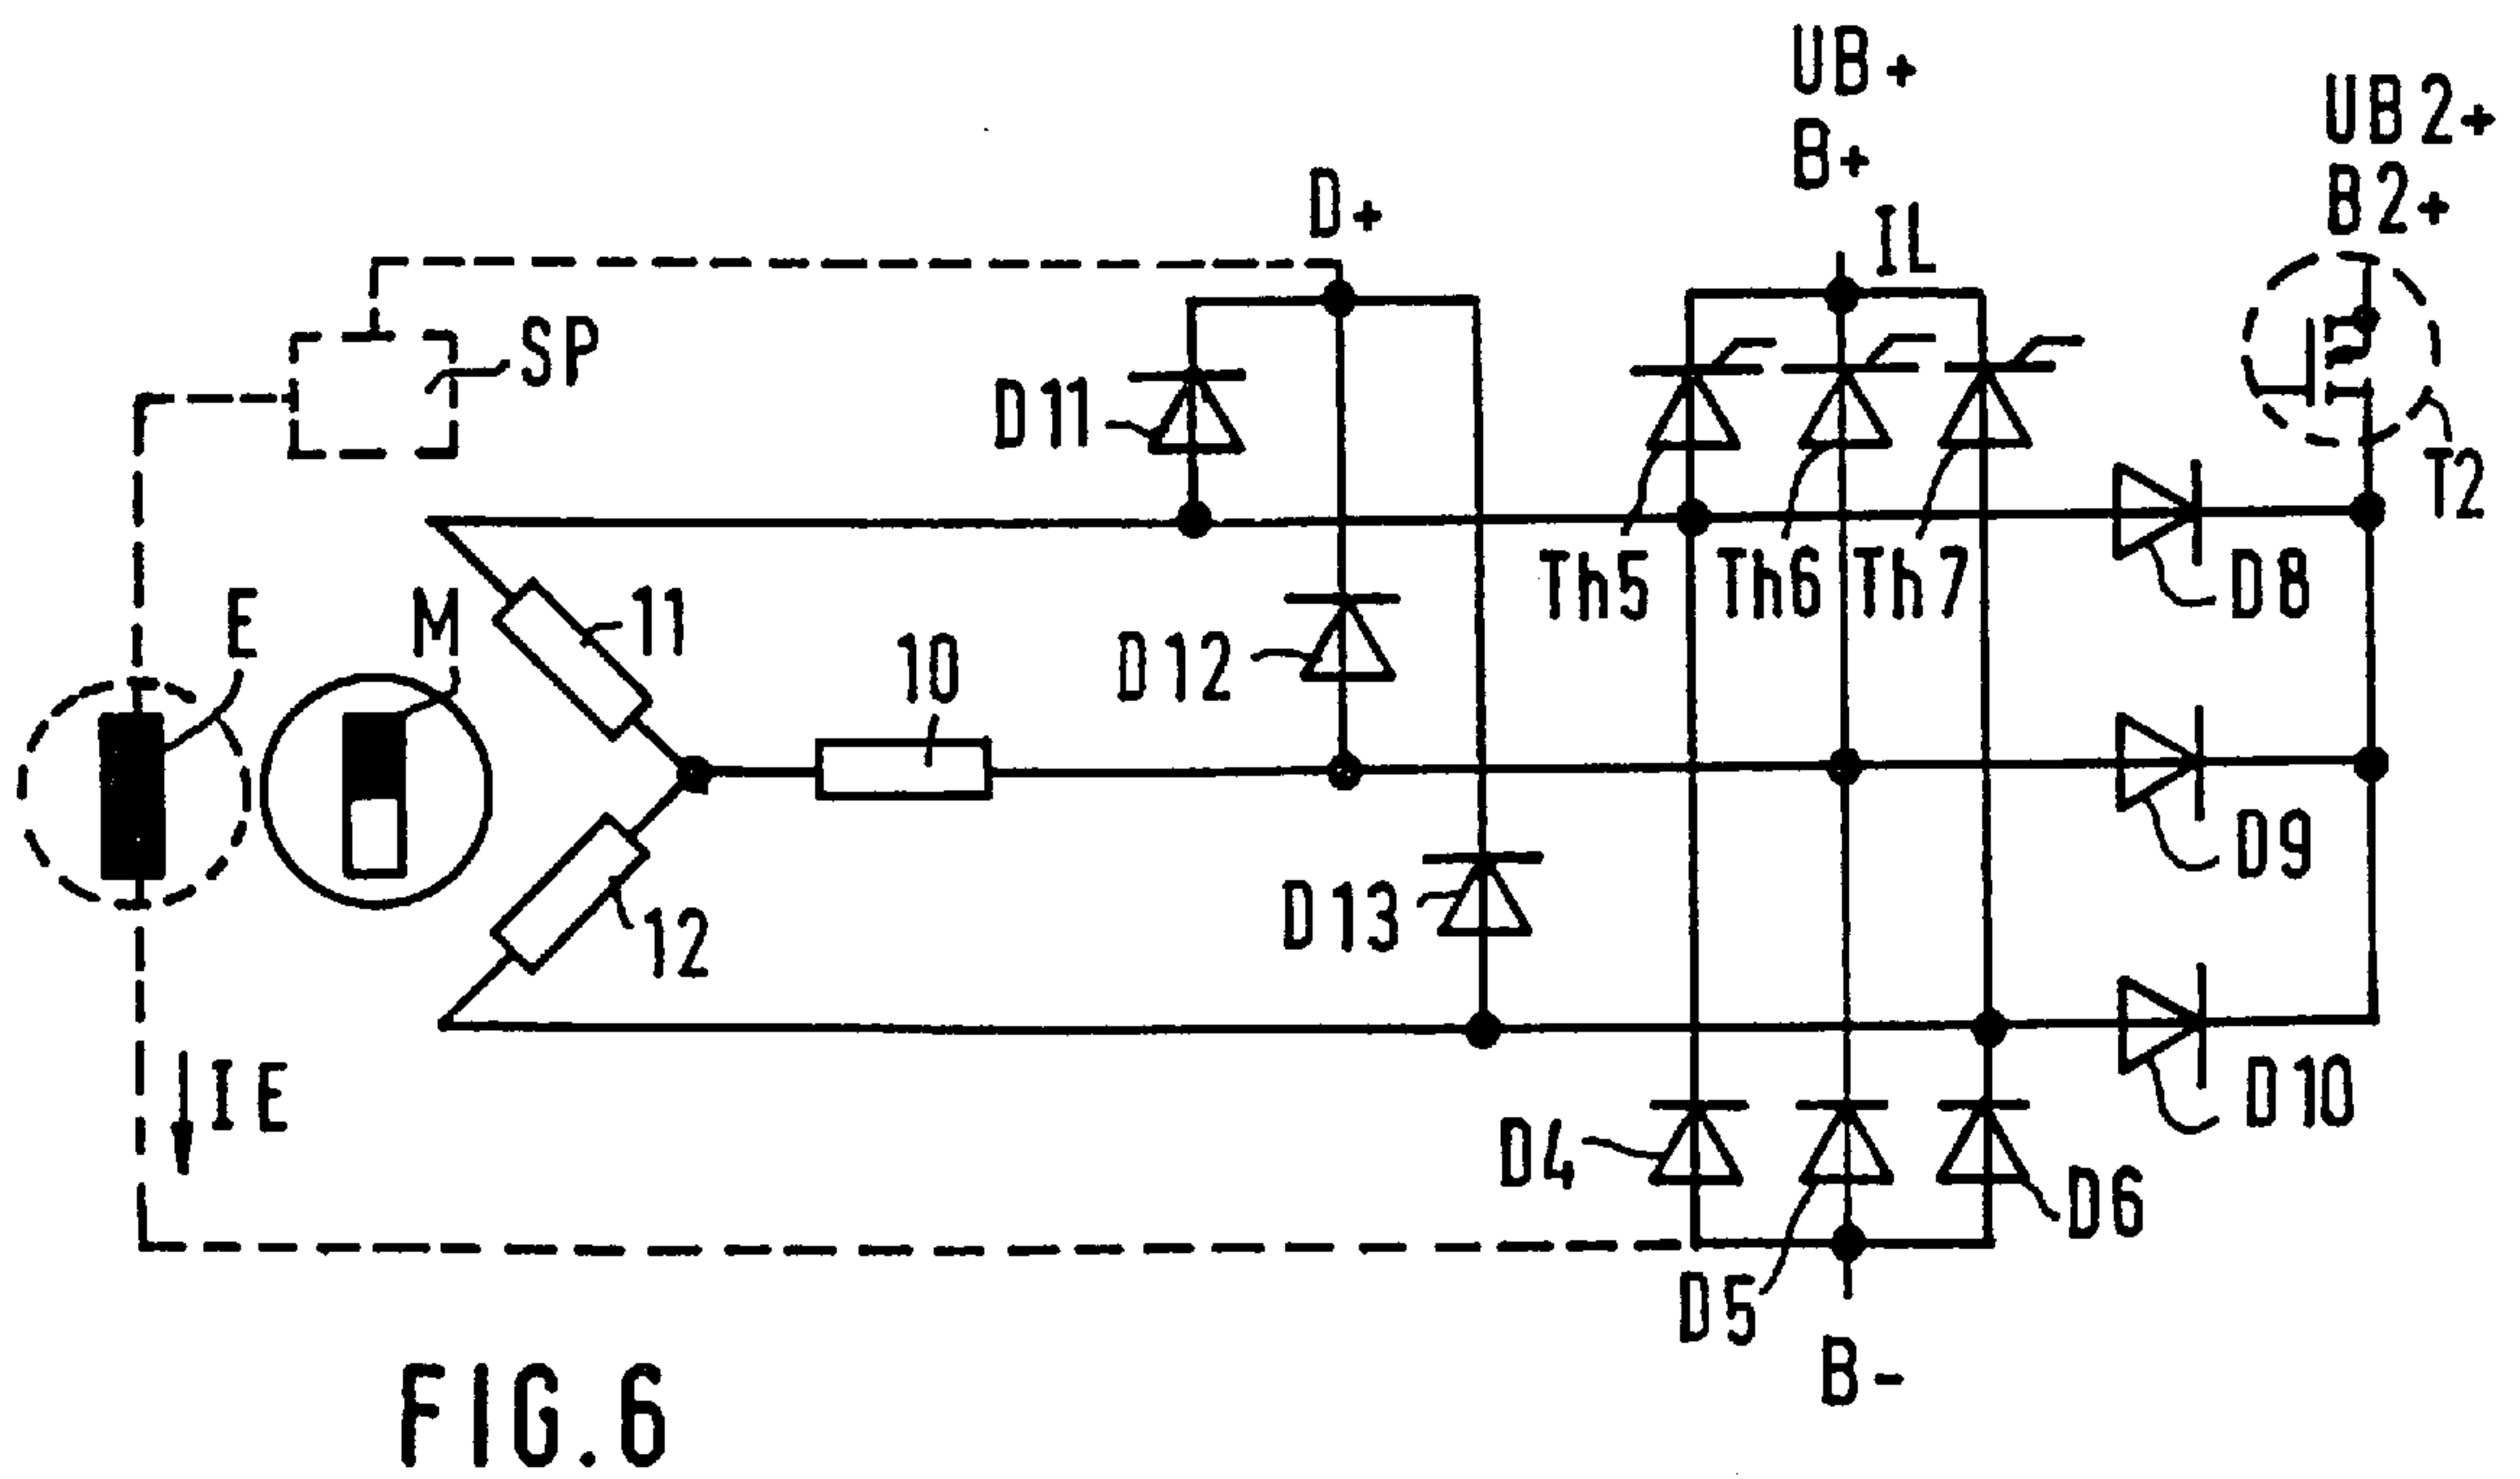 UB+
B+
UB2+
B2+
D+
IL
SP
D11
T2
Th5
Th6
Th7
D8
E
M
11
10
D12
D9
D13
12
IE
D10
D4
D6
D5
B-
FIG.6